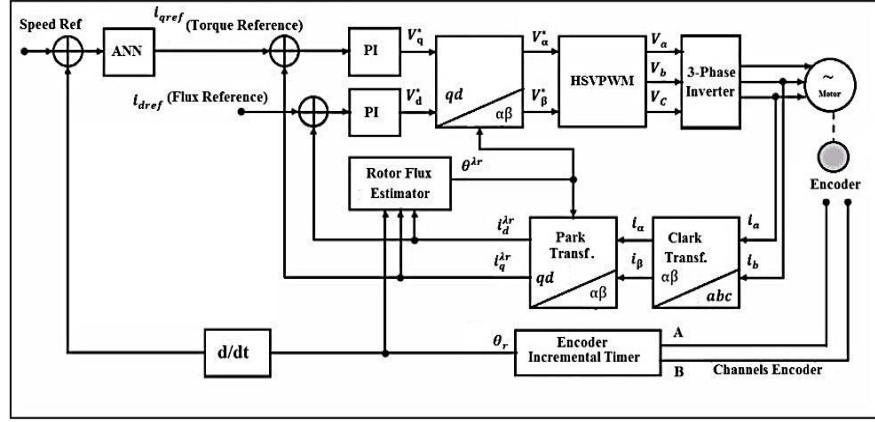 Speed Ref
i_qref (Torque Reference)
ANN
PI
V*_q
qd
αβ
V*_α
HSVPWM
V_a
3-Phase
Inverter
~
Motor
i_dref (Flux Reference)
PI
V*_d
V*_β
V_b
V_C
Encoder
Rotor Flux
Estimator
θ^λr
i_d^λr
i_q^λr
Park
Transf.
qd
αβ
i_α
i_β
Clark
Transf.
αβ
abc
i_a
i_b
d/dt
θ_r
Encoder
Incremental Timer
A
B
Channels Encoder